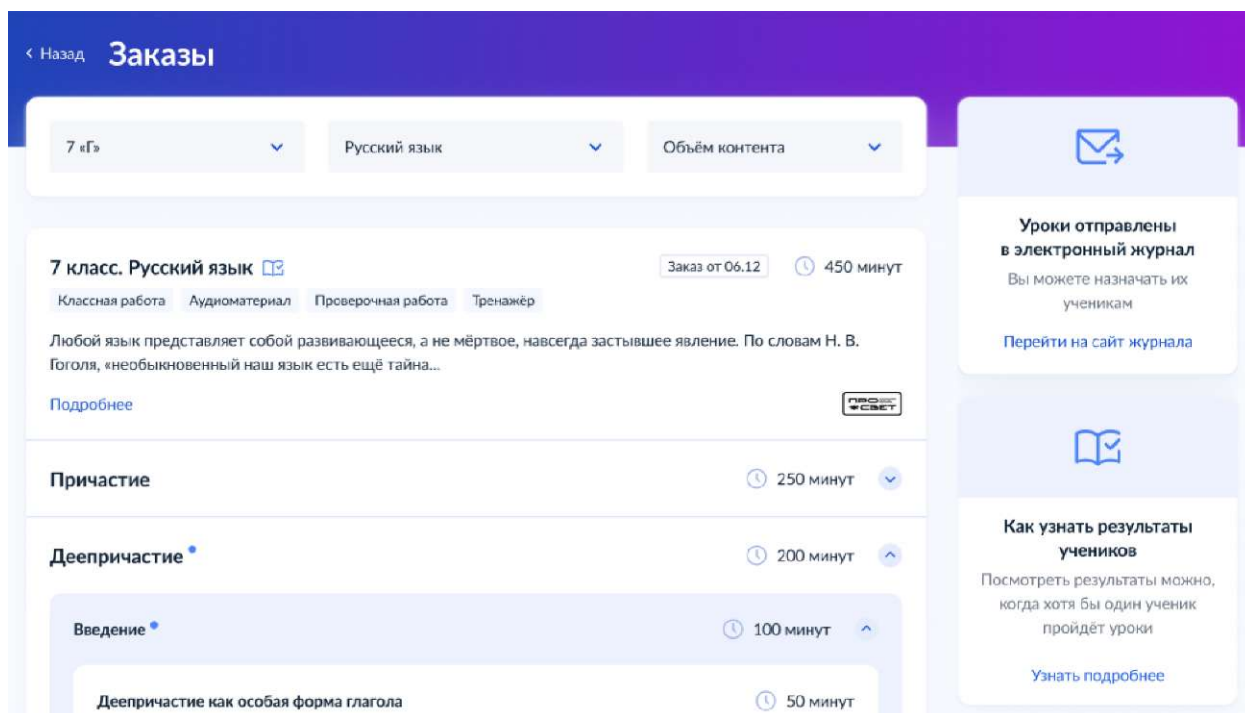 Назад Заказы
7 «Г» Русский язык Объём контента
7 класс. Русский язык Заказ от 06.12 450 минут
Классная работа Аудиоматериал Проверочная работа Тренажёр
Любой язык представляет собой развивающееся, а не мёртвое, навсегда застывшее явление. По словам Н. В.
Гоголя, «необыкновенный наш язык есть ещё тайна...
Подробнее
ПРО
СВЕТ
Причастие 250 минут
Деепричастие 200 минут
Введение 100 минут
Деепричастие как особая форма глагола 50 минут
Уроки отправлены
в электронный журнал
Вы можете назначать их
ученикам
Перейти на сайт журнала
Как узнать результаты
учеников
Посмотреть результаты можно,
когда хотя бы один ученик
пройдёт уроки
Узнать подробнее